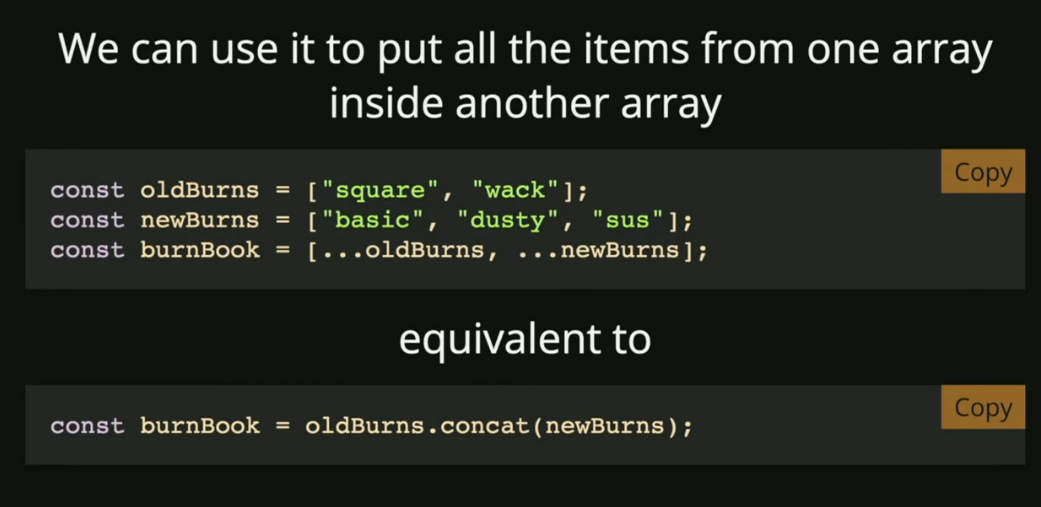 We can use it to put all the items from one array
inside another array
Copy
const oldBurns = ["square", "wack"];
const newBurns = ["basic", "dusty", "sus"];
const burnBook = [...oldBurns, ...newBurns];
equivalent to
Copy
const burnBook = oldBurns.concat(newBurns);